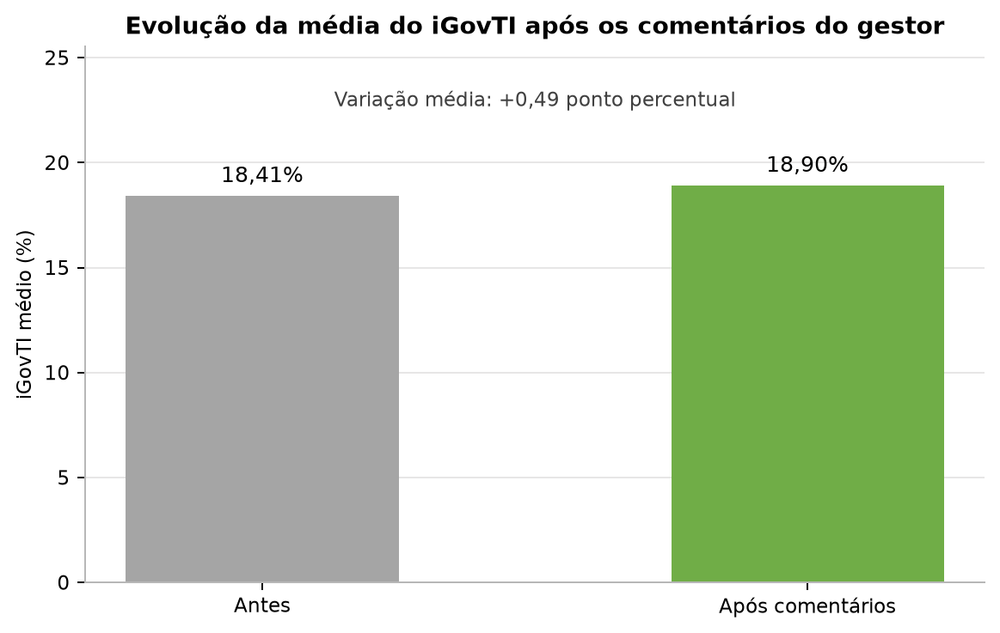 Evolução da média do iGovTI após os comentários do gestor
Variação média: +0,49 ponto percentual
iGovTI médio (%)
25
20
15
10
5
0
18,41%
18,90%
Antes
Após comentários